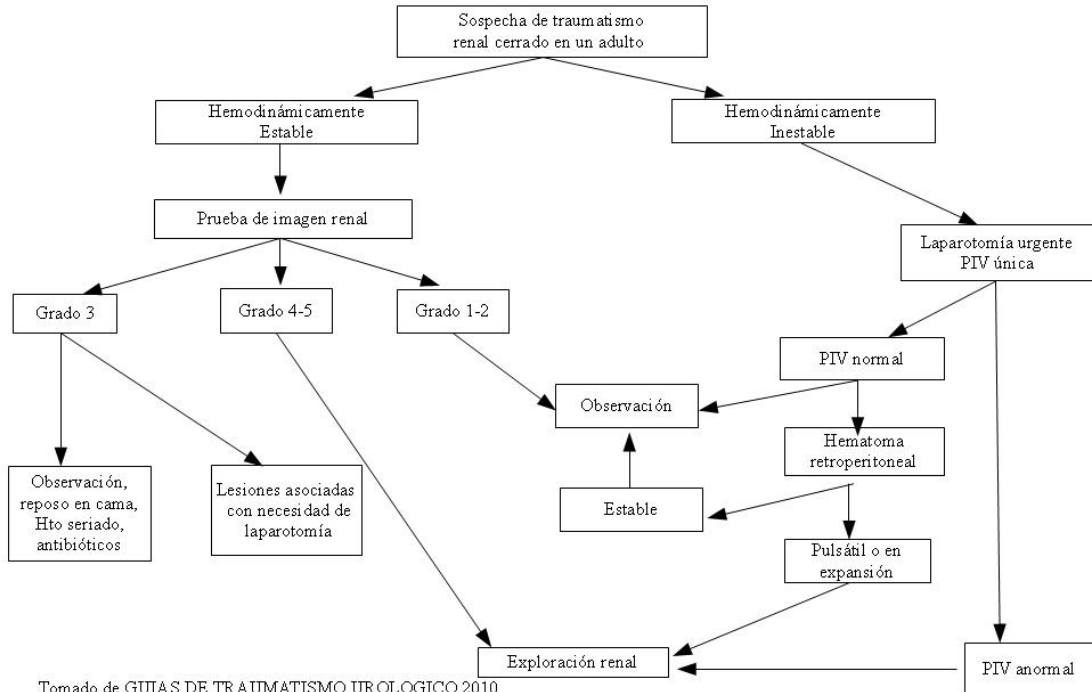 Sospecha de traumatismo
renal cerrado en un adulto
Hemodinámicamente
Estable
Hemodinámicamente
Inestable
Prueba de imagen renal
Laparotomía urgente
PIV única
Grado 3
Grado 4-5
Grado 1-2
PIV normal
Observación
Hematoma
retroperitoneal
Observación,
reposo en cama,
Hto seriado,
antibióticos
Lesiones asociadas
con necesidad de
laparotomía
Estable
Pulsátil o en
expansión
Exploración renal
PIV anormal
Tomado de GUIAS DE TRAUMATISMO UROLOGICO 2010